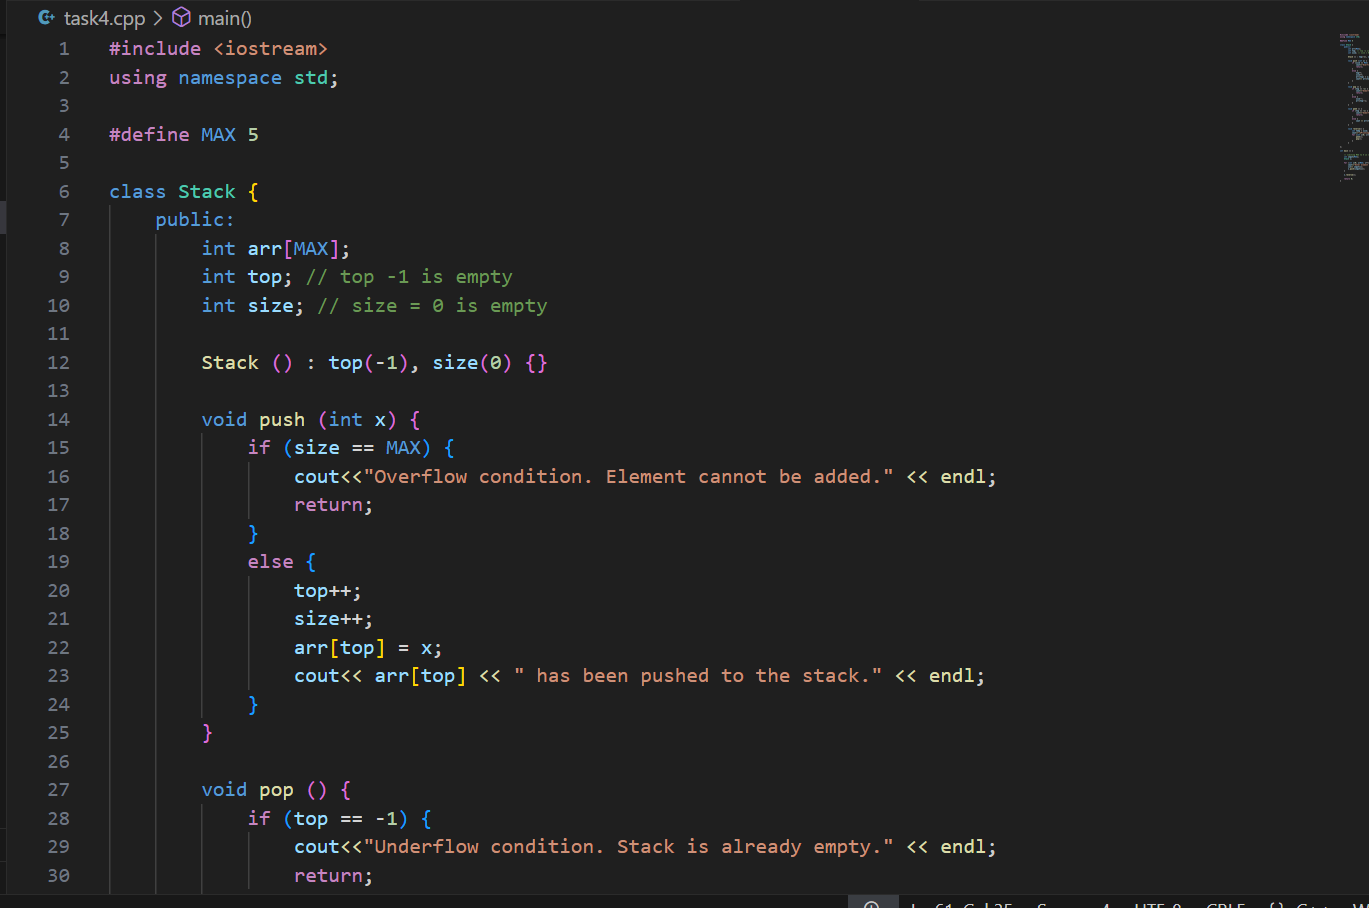 task4.cpp > main()
1 #include <iostream>
2 using namespace std;
3
4 #define MAX 5
5
6 class Stack {
7 public:
8 int arr[MAX];
9 int top; // top -1 is empty
10 int size; // size = 0 is empty
11
12 Stack () : top(-1), size(0) {}
13
14 void push (int x) {
15 if (size == MAX) {
16 cout<<"Overflow condition. Element cannot be added." << endl;
17 return;
18 }
19 else {
20 top++;
21 size++;
22 arr[top] = x;
23 cout<< arr[top] << " has been pushed to the stack." << endl;
24 }
25 }
26
27 void pop () {
28 if (top == -1) {
29 cout<<"Underflow condition. Stack is already empty." << endl;
30 return;